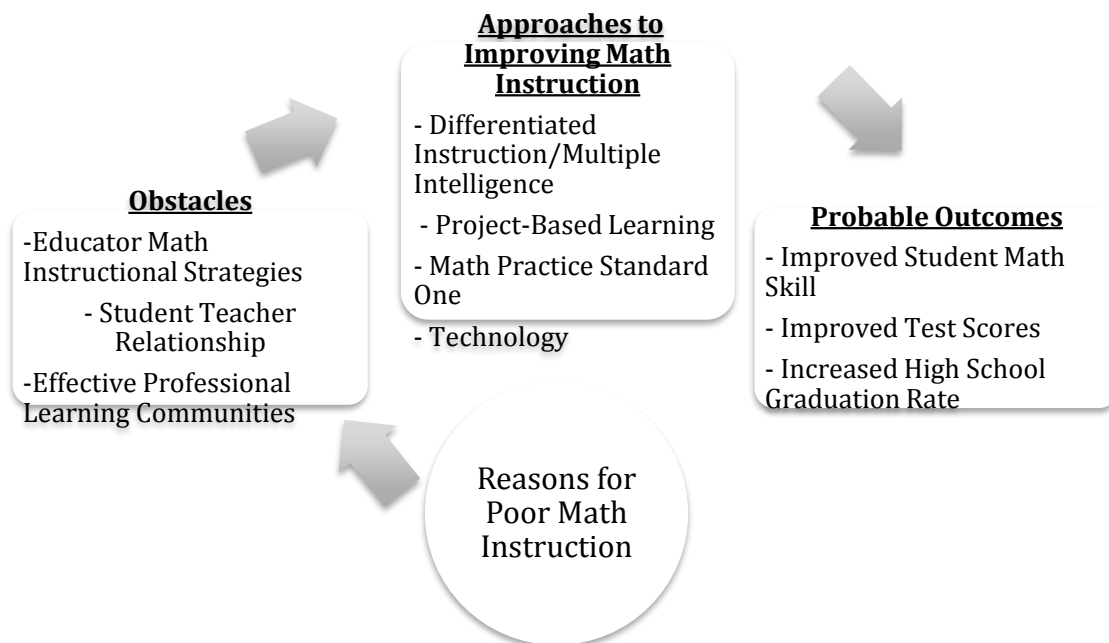 Approaches to
Improving Math
Instruction
- Differentiated
Instruction/Multiple
Intelligence
- Project-Based Learning
- Math Practice Standard
One
- Technology
Obstacles
-Educator Math
Instructional Strategies
- Student Teacher
Relationship
-Effective Professional
Learning Communities
Probable Outcomes
- Improved Student Math
Skill
- Improved Test Scores
- Increased High School
Graduation Rate
Reasons for
Poor Math
Instruction